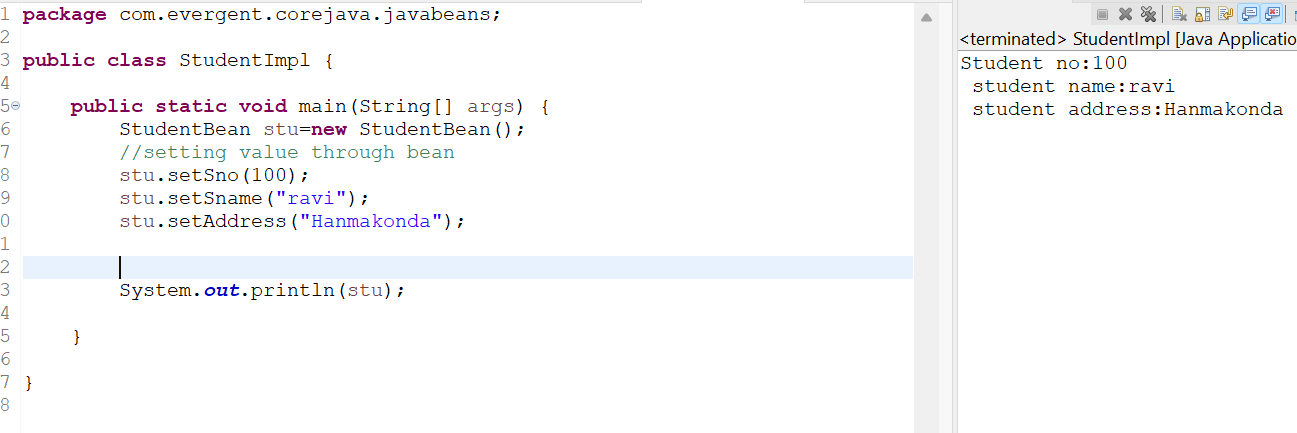 1 package com.evergent.corejava.javabeans;
2
3 public class StudentImpl {
4
5 public static void main(String[] args) {
6 StudentBean stu=new StudentBean();
7 //setting value through bean
8 stu.setSno(100);
9 stu.setSname("ravi");
0 stu.setAddress("Hanmakonda");
1
2
3 System.out.println(stu);
4
5 }
6
7 }
8
<terminated> StudentImpl [Java Applicatio
Student no:100
student name:ravi
student address:Hanmakonda